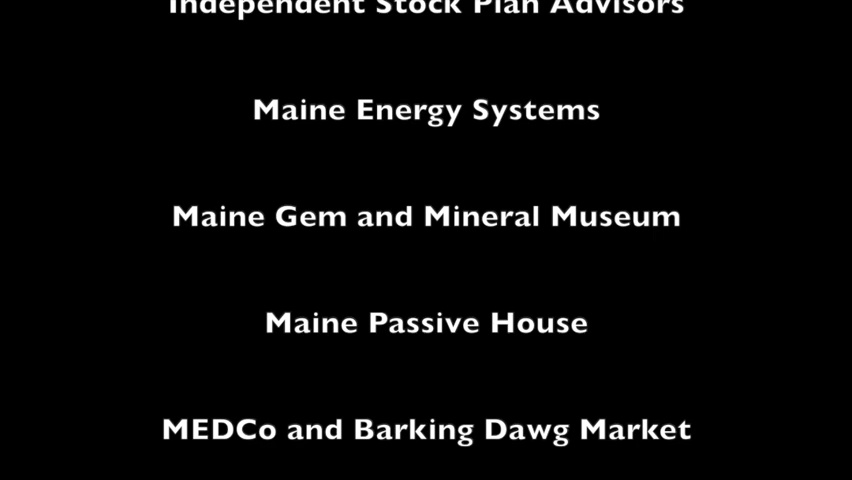 Independent Stock Plan Advisors
Maine Energy Systems
Maine Gem and Mineral Museum
Maine Passive House
MEDCo and Barking Dawg Market